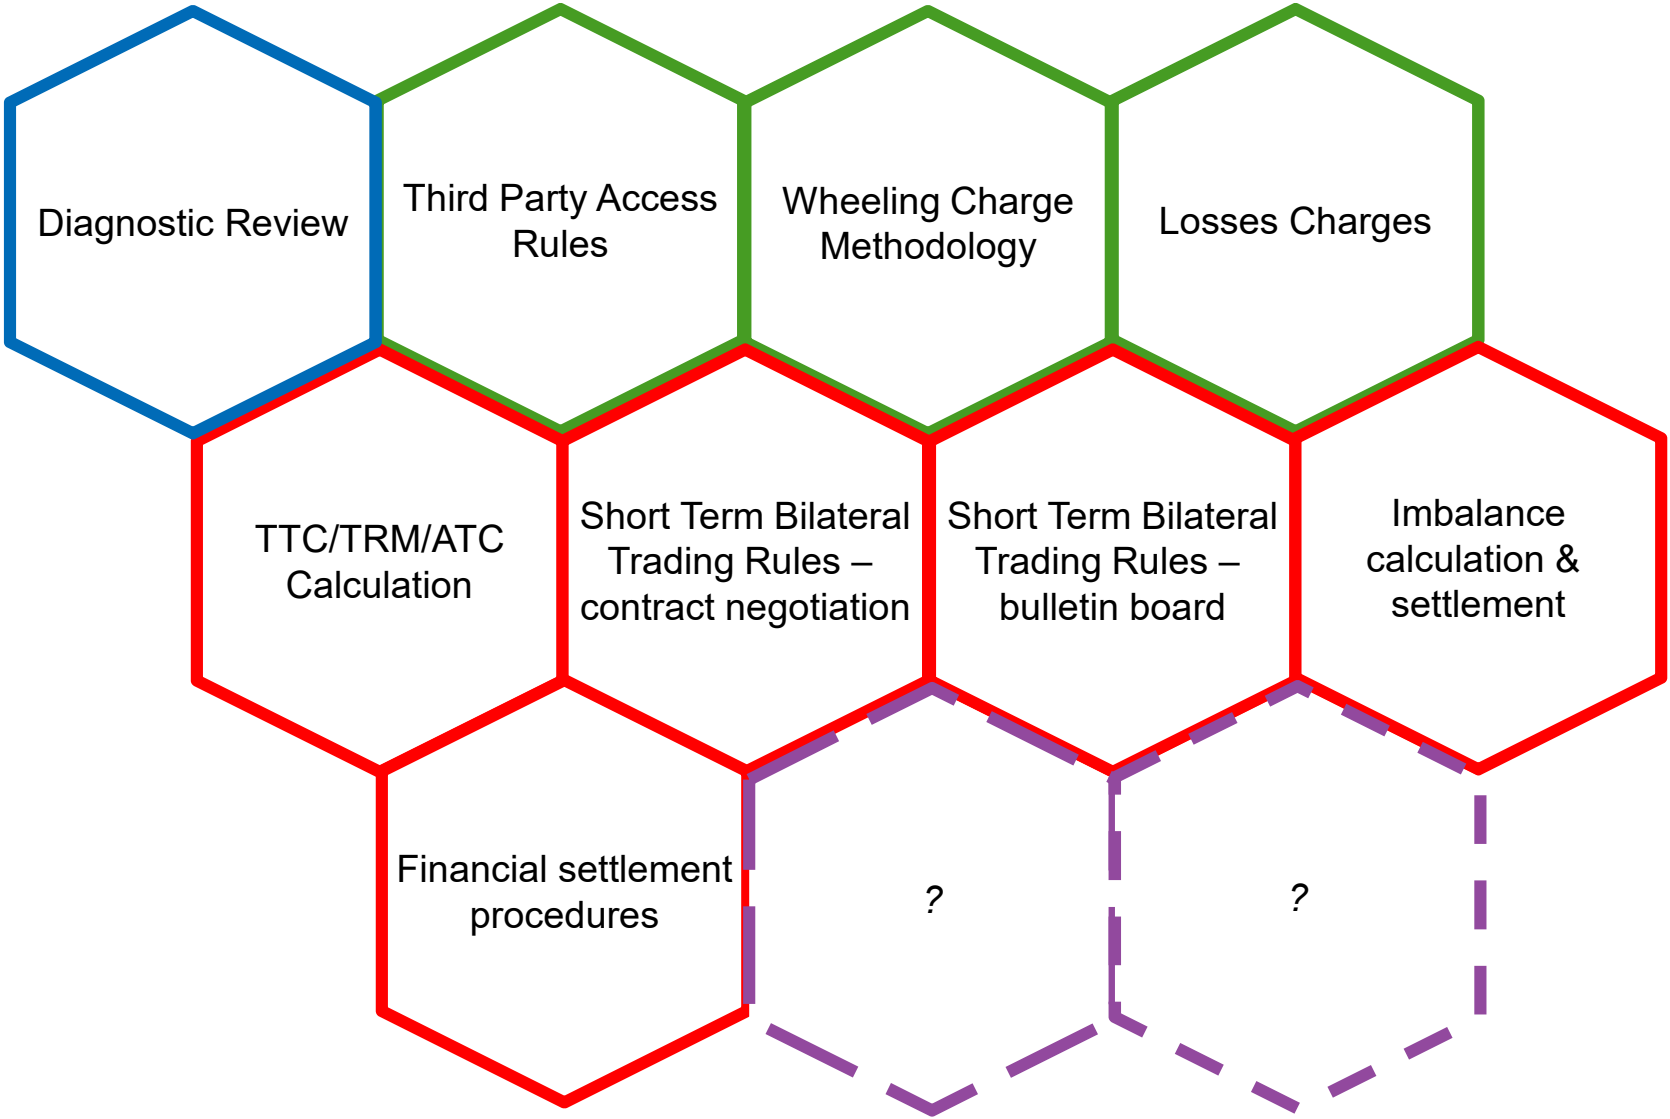 Diagnostic Review
Third Party Access
Rules
Wheeling Charge
Methodology
Losses Charges
TTC/TRM/ATC
Calculation
Short Term Bilateral
Trading Rules –
contract negotiation
Short Term Bilateral
Trading Rules –
bulletin board
Imbalance
calculation &
settlement
Financial settlement
procedures
?
?